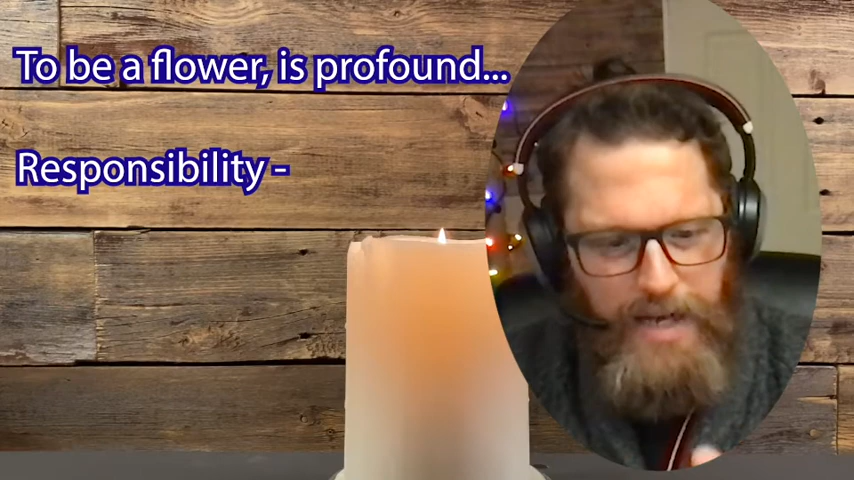 To be a flower, is profound...
Responsibility -